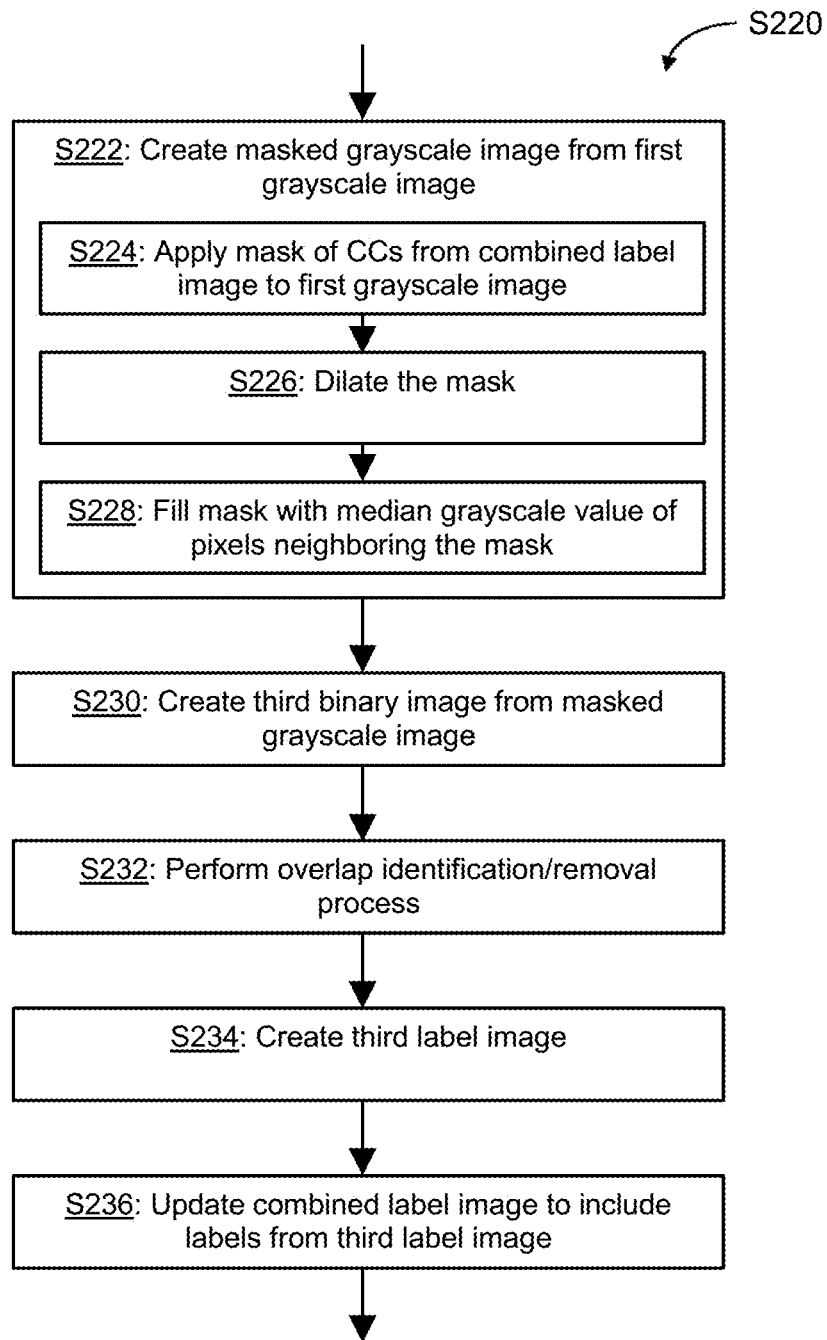 S220
S222: Create masked grayscale image from first
grayscale image
S224: Apply mask of CCs from combined label
image to first grayscale image
S226: Dilate the mask
S228: Fill mask with median grayscale value of
pixels neighboring the mask
S230: Create third binary image from masked
grayscale image
S232: Perform overlap identification/removal
process
S234: Create third label image
S236: Update combined label image to include
labels from third label image